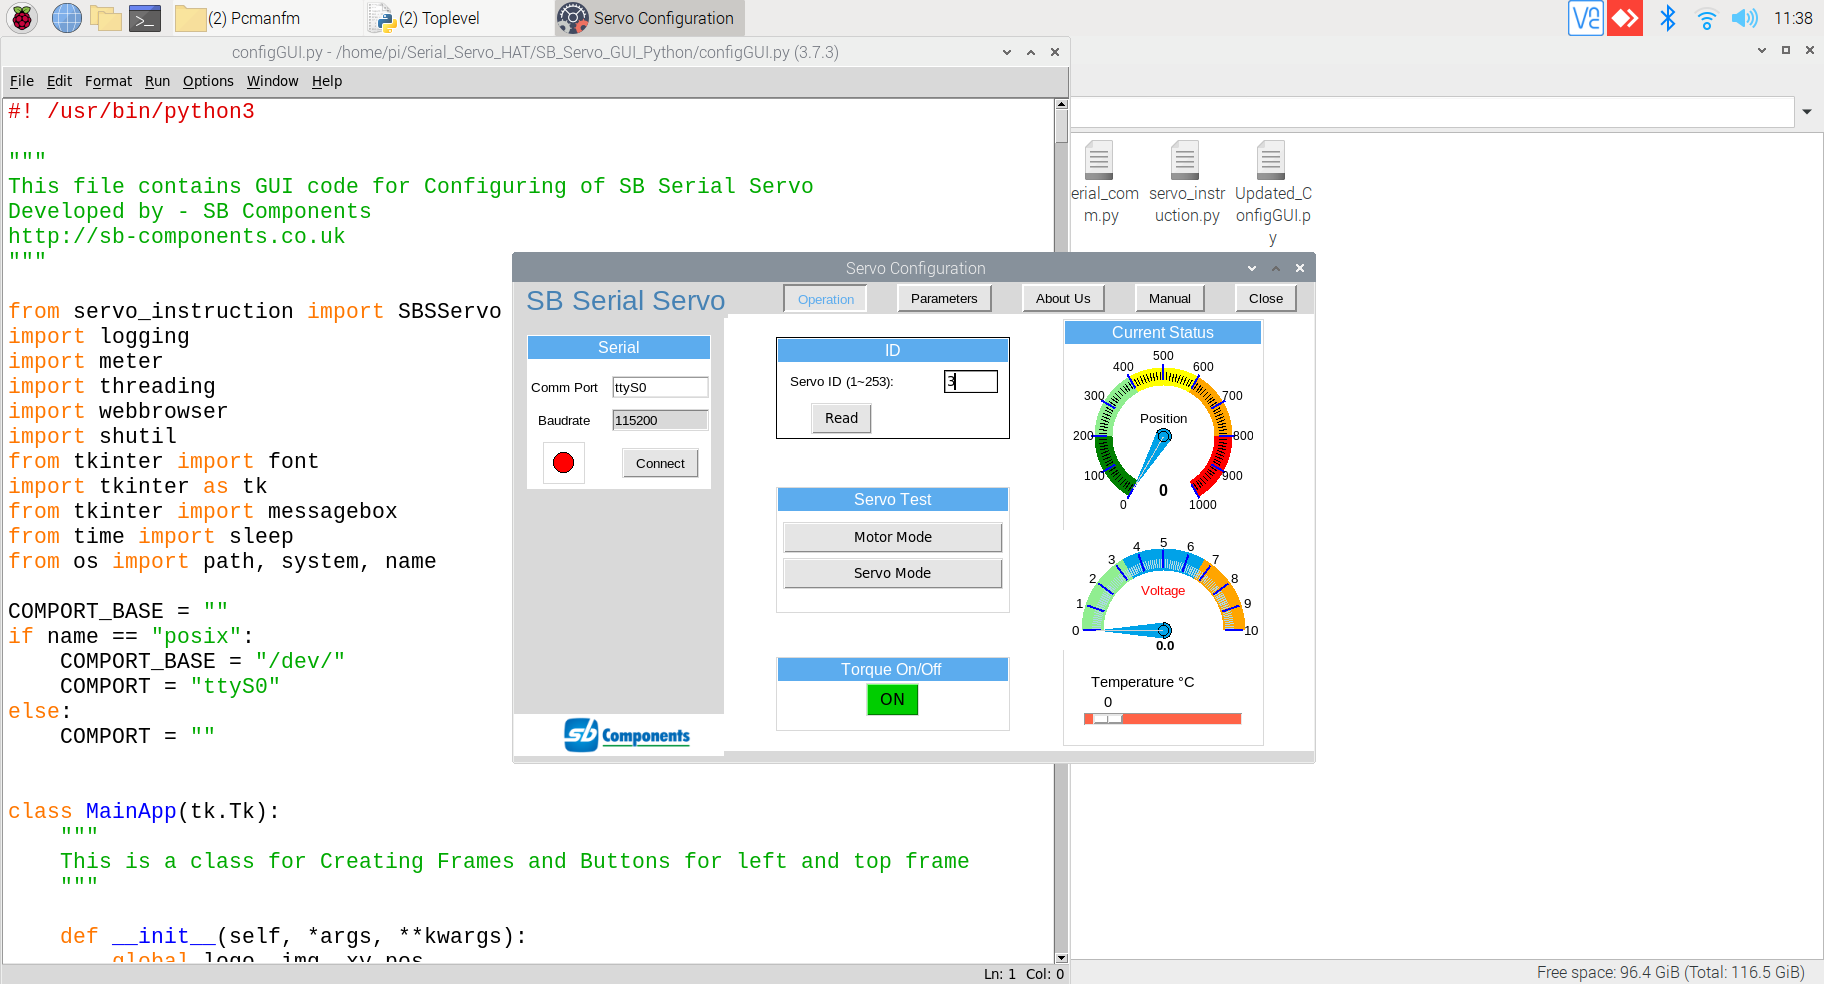 (2) Pcmanfm
(2) Toplevel
Servo Configuration
VNC
11:38
configGUI.py - /home/pi/Serial_Servo_HAT/SB_Servo_GUI_Python/configGUI.py (3.7.3)
File Edit Format Run Options Window Help
#! /usr/bin/python3
"""
This file contains GUI code for Configuring of SB Serial Servo
Developed by - SB Components
http://sb-components.co.uk
"""
from servo_instruction import SBSServo
import logging
import meter
import threading
import webbrowser
import shutil
from tkinter import font
import tkinter as tk
from tkinter import messagebox
from time import sleep
from os import path, system, name
COMPORT_BASE = ""
if name == "posix":
    COMPORT_BASE = "/dev/"
    COMPORT = "ttyS0"
else:
    COMPORT = ""
class MainApp(tk.Tk):
    """
    This is a class for Creating Frames and Buttons for left and top frame
    """
    def __init__(self, *args, **kwargs):
        global logo, img, xy_pos
Ln: 1 Col: 0
erial_com
m.py
servo_instr
uction.py
Updated_C
onfigGUI.p
y
Free space: 96.4 GiB (Total: 116.5 GiB)
Servo Configuration
SB Serial Servo
Operation
Parameters
About Us
Manual
Close
Serial
Comm Port ttyS0
Baudrate 115200
Connect
sb Components
ID
Servo ID (1~253): 3
Read
Servo Test
Motor Mode
Servo Mode
Torque On/Off
ON
Current Status
0
100
200
300
400
500
600
700
800
900
1000
Position
0
0
1
2
3
4
5
6
7
8
9
10
Voltage
0.0
Temperature °C
0